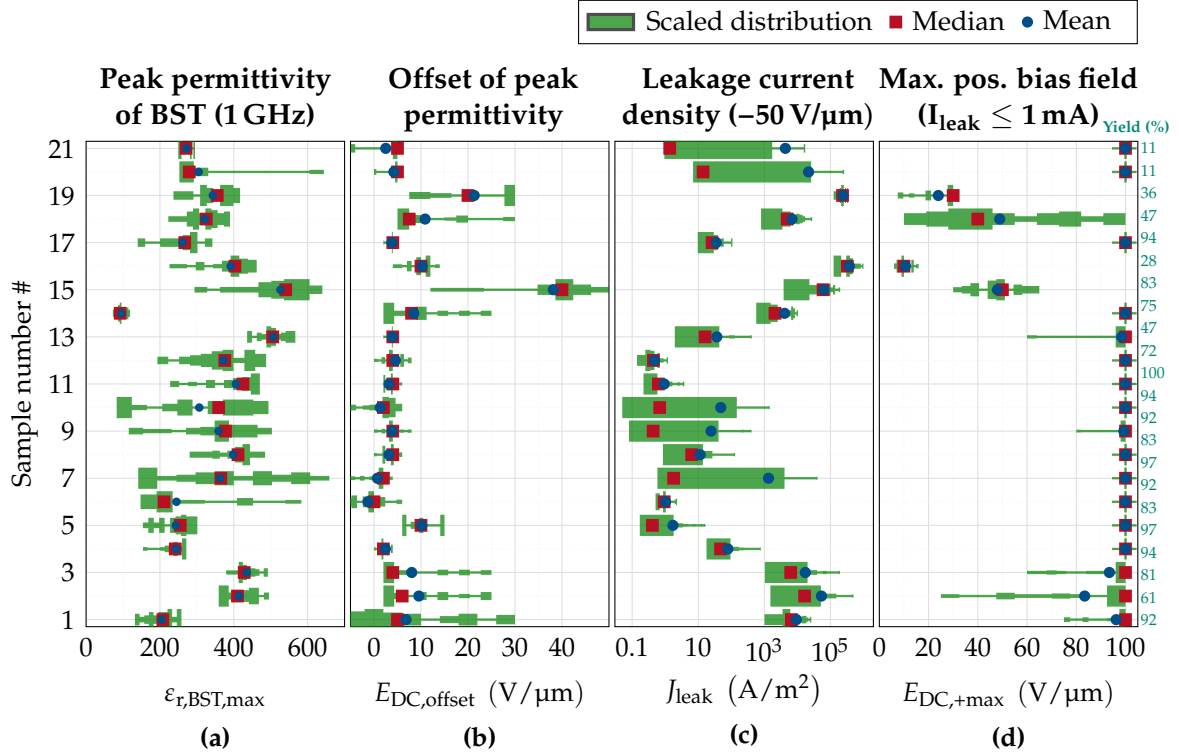 Scaled distribution Median Mean
Peak permittivity
of BST (1 GHz)
Offset of peak
permittivity
Leakage current
density (−50 V/μm)
Max. pos. bias field
(I_leak ≤ 1 mA)
Yield (%)
Sample number #
21
19
17
15
13
11
9
7
5
3
1
11
11
36
47
94
28
83
75
47
72
100
94
92
83
97
92
83
97
94
81
61
92
0 200 400 600
0 10 20 30 40
0.1 10 10³ 10⁵
0 20 40 60 80 100
ε_r,BST,max
E_DC,offset (V/μm)
J_leak (A/m²)
E_DC,+max (V/μm)
(a)
(b)
(c)
(d)